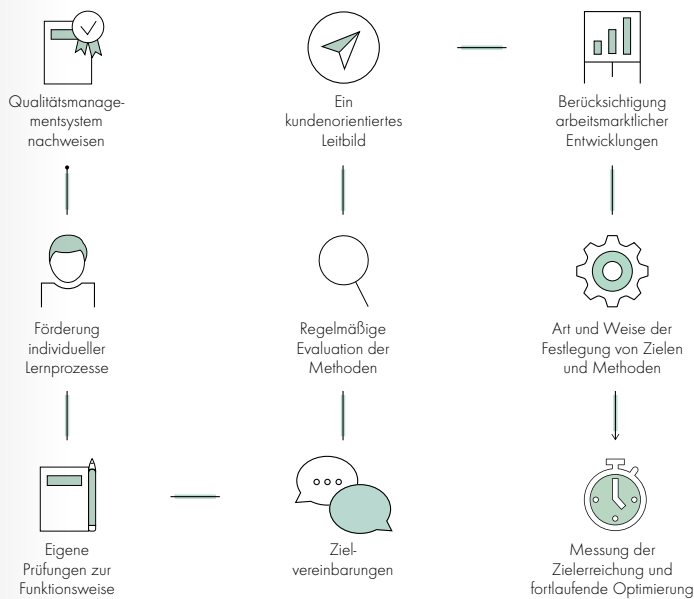 Qualitätsmanage-
mentsystem
nachweisen
Förderung
individueller
Lernprozesse
Eigene
Prüfungen zur
Funktionsweise
Ziel-
vereinbarungen
Regelmäßige
Evaluation der
Methoden
Ein
kundenorientiertes
Leitbild
Berücksichtigung
arbeitsmarktlicher
Entwicklungen
Art und Weise der
Festlegung von Zielen
und Methoden
Messung der
Zielerreichung und
fortlaufende Optimierung